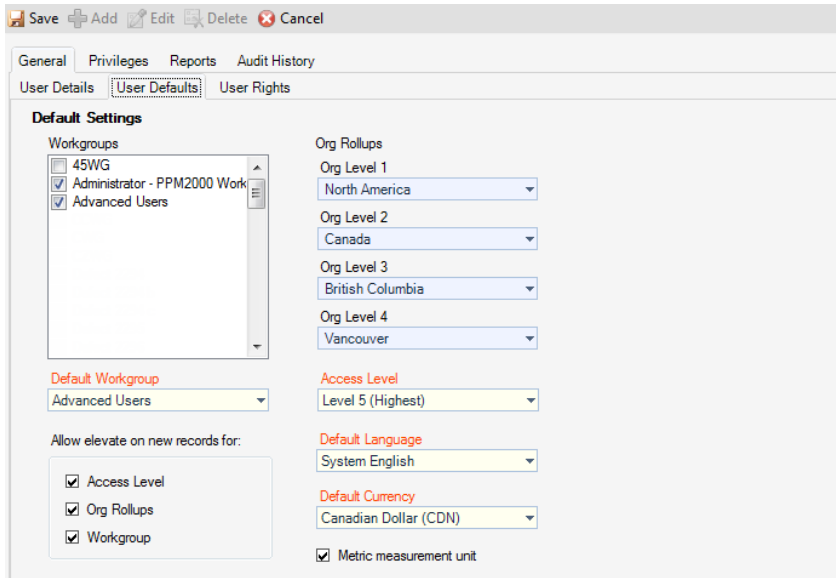 Save Add Edit Delete Cancel
General Privileges Reports Audit History
User Details User Defaults User Rights
Default Settings
Workgroups
45WG
Administrator - PPM2000 Work
Advanced Users
Default Workgroup
Advanced Users
Allow elevate on new records for:
Access Level
Org Rollups
Workgroup
Org Rollups
Org Level 1
North America
Org Level 2
Canada
Org Level 3
British Columbia
Org Level 4
Vancouver
Access Level
Level 5 (Highest)
Default Language
System English
Default Currency
Canadian Dollar (CDN)
Metric measurement unit